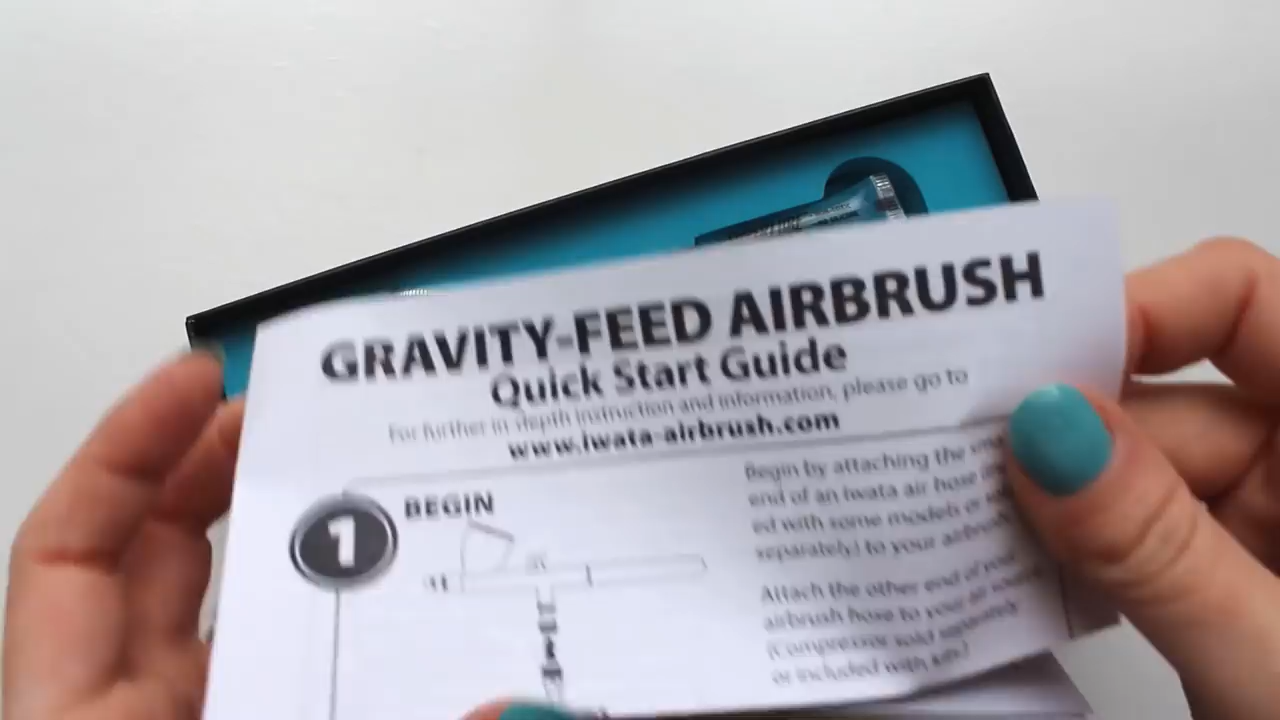 GRAVITY-FEED AIRBRUSH
Quick Start Guide
For further in depth instruction and information, please go to
www.iwata-airbrush.com
1
BEGIN
Begin by attaching the
end of an Iwata air hose
ed with some models or
separately) to your
Attach the other end of your
airbrush hose to your air
(Compressor sold separately
or included with kit.)